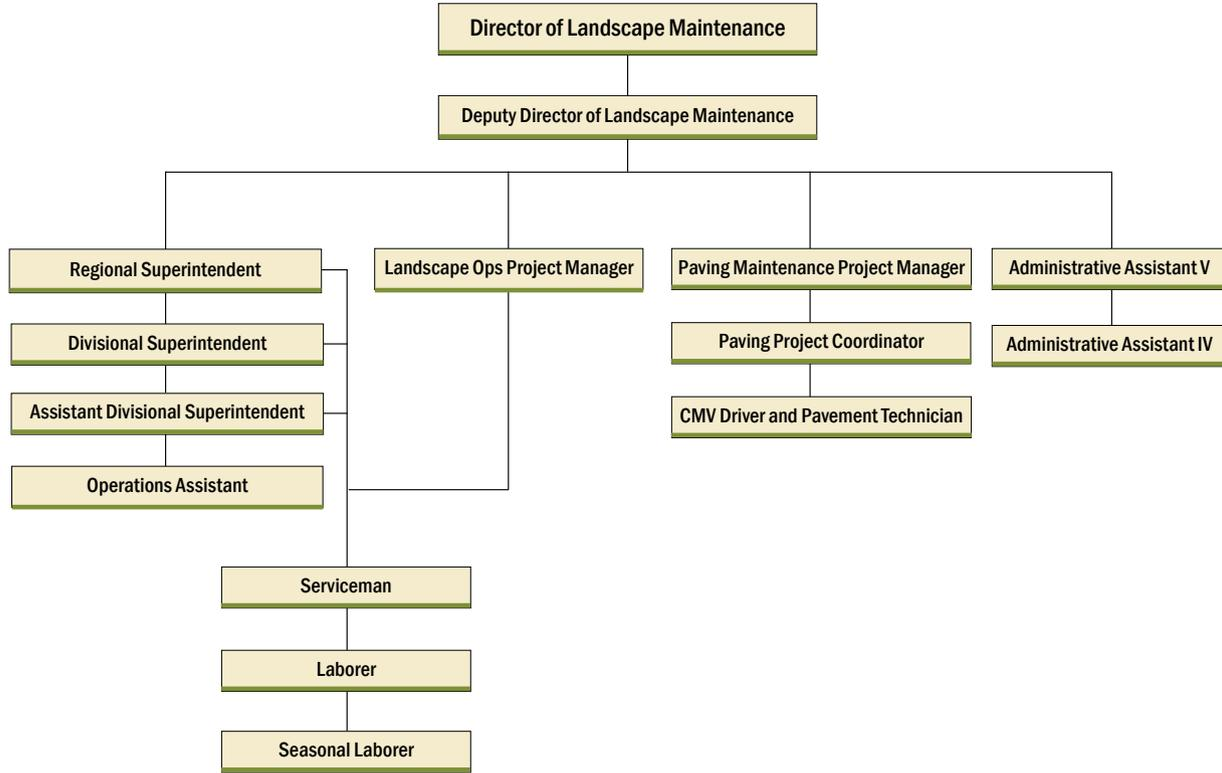 Director of Landscape Maintenance
Deputy Director of Landscape Maintenance
Regional Superintendent
Landscape Ops Project Manager
Paving Maintenance Project Manager
Administrative Assistant V
Divisional Superintendent
Paving Project Coordinator
Administrative Assistant IV
Assistant Divisional Superintendent
CMV Driver and Pavement Technician
Operations Assistant
Serviceman
Laborer
Seasonal Laborer